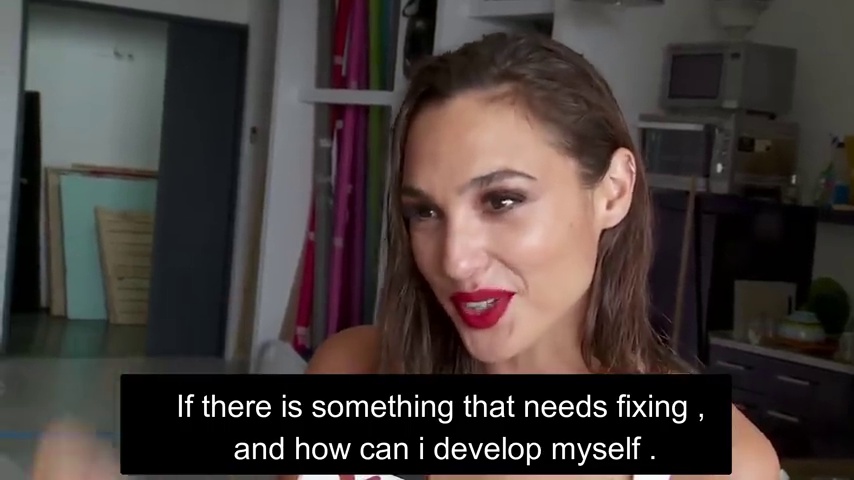 If there is something that needs fixing ,
and how can i develop myself .